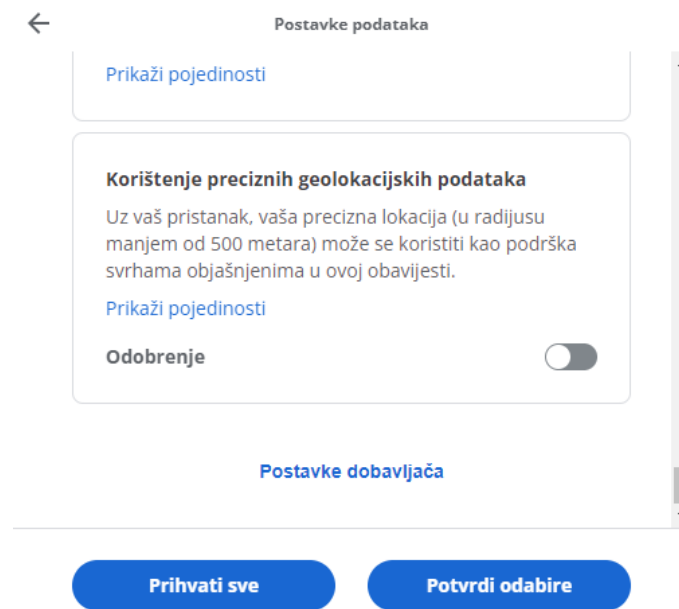 Postavke podataka
Prikaži pojedinosti
Korištenje preciznih geolokacijskih podataka
Uz vaš pristanak, vaša precizna lokacija (u radijusu
manjem od 500 metara) može se koristiti kao podrška
svrhama objašnjenima u ovoj obavijesti.
Prikaži pojedinosti
Odobrenje
Postavke dobavljača
Prihvati sve
Potvrdi odabire